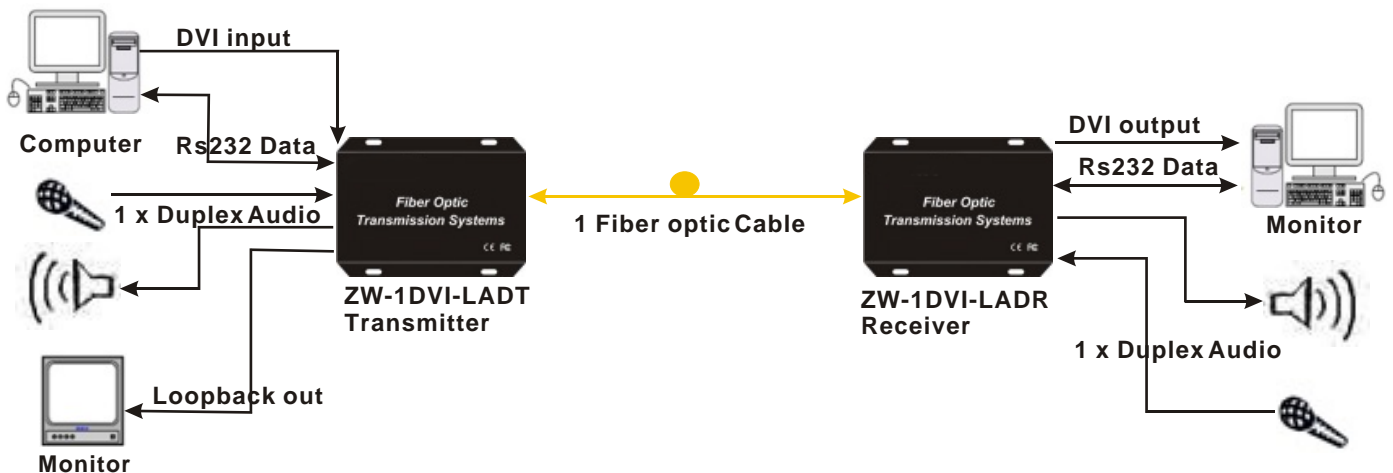 DVI input
Computer
Rs232 Data
1 x Duplex Audio
Loopback out
Monitor
Fiber Optic
Transmission Systems
CE FC
ZW-1DVI-LADT
Transmitter
1 Fiber optic Cable
Fiber Optic
Transmission Systems
CE FC
ZW-1DVI-LADR
Receiver
DVI output
Rs232 Data
Monitor
1 x Duplex Audio